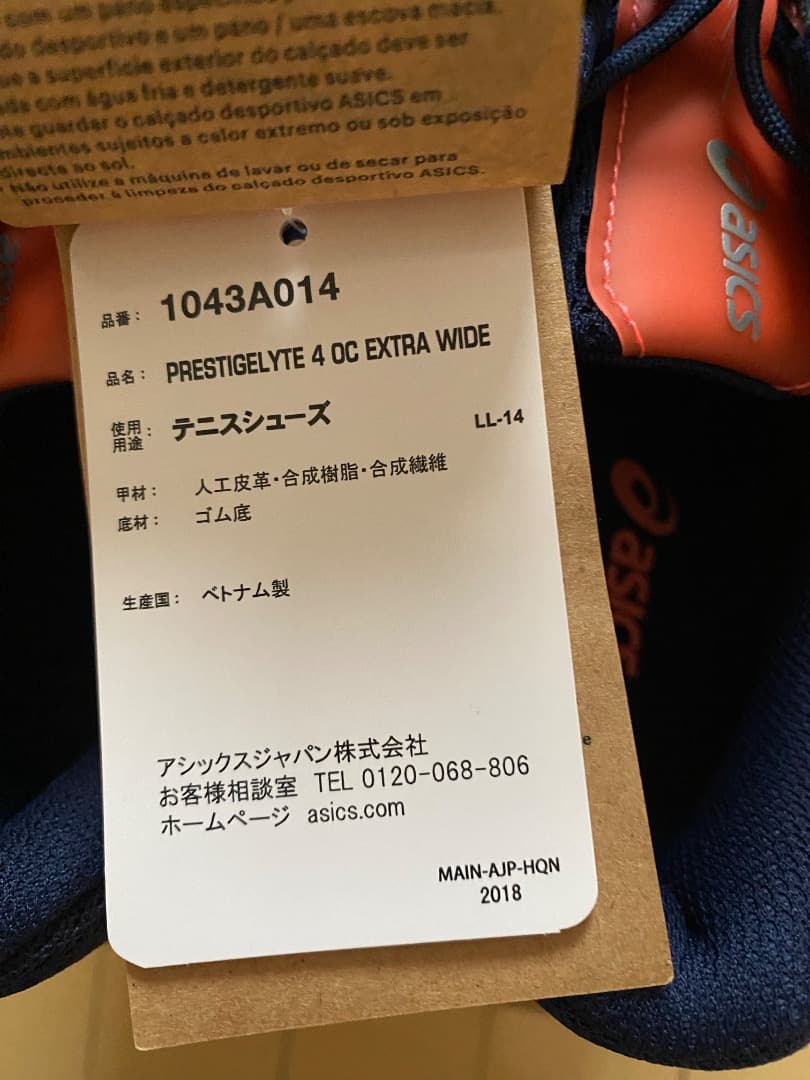 com um pano
do desportivo e um pano / uma escova macia.
que a superfície exterior do calçado deve ser
com água fria e detergente suave.
guardar o calçado desportivo ASICS em
ambientes sujeitos a calor extremo ou sob exposição
directa ao sol.
Não utilize a máquina de lavar ou de secar para
proceder à limpeza do calçado desportivo ASICS.
品番: 1043A014
品名: PRESTIGELYTE 4 OC EXTRA WIDE
使用用途: テニスシューズ LL-14
甲材: 人工皮革・合成樹脂・合成繊維
底材: ゴム底
生産国: ベトナム製
アシックスジャパン株式会社
お客様相談室 TEL 0120-068-806
ホームページ asics.com
MAIN-AJP-HQN
2018
asics
asics
e